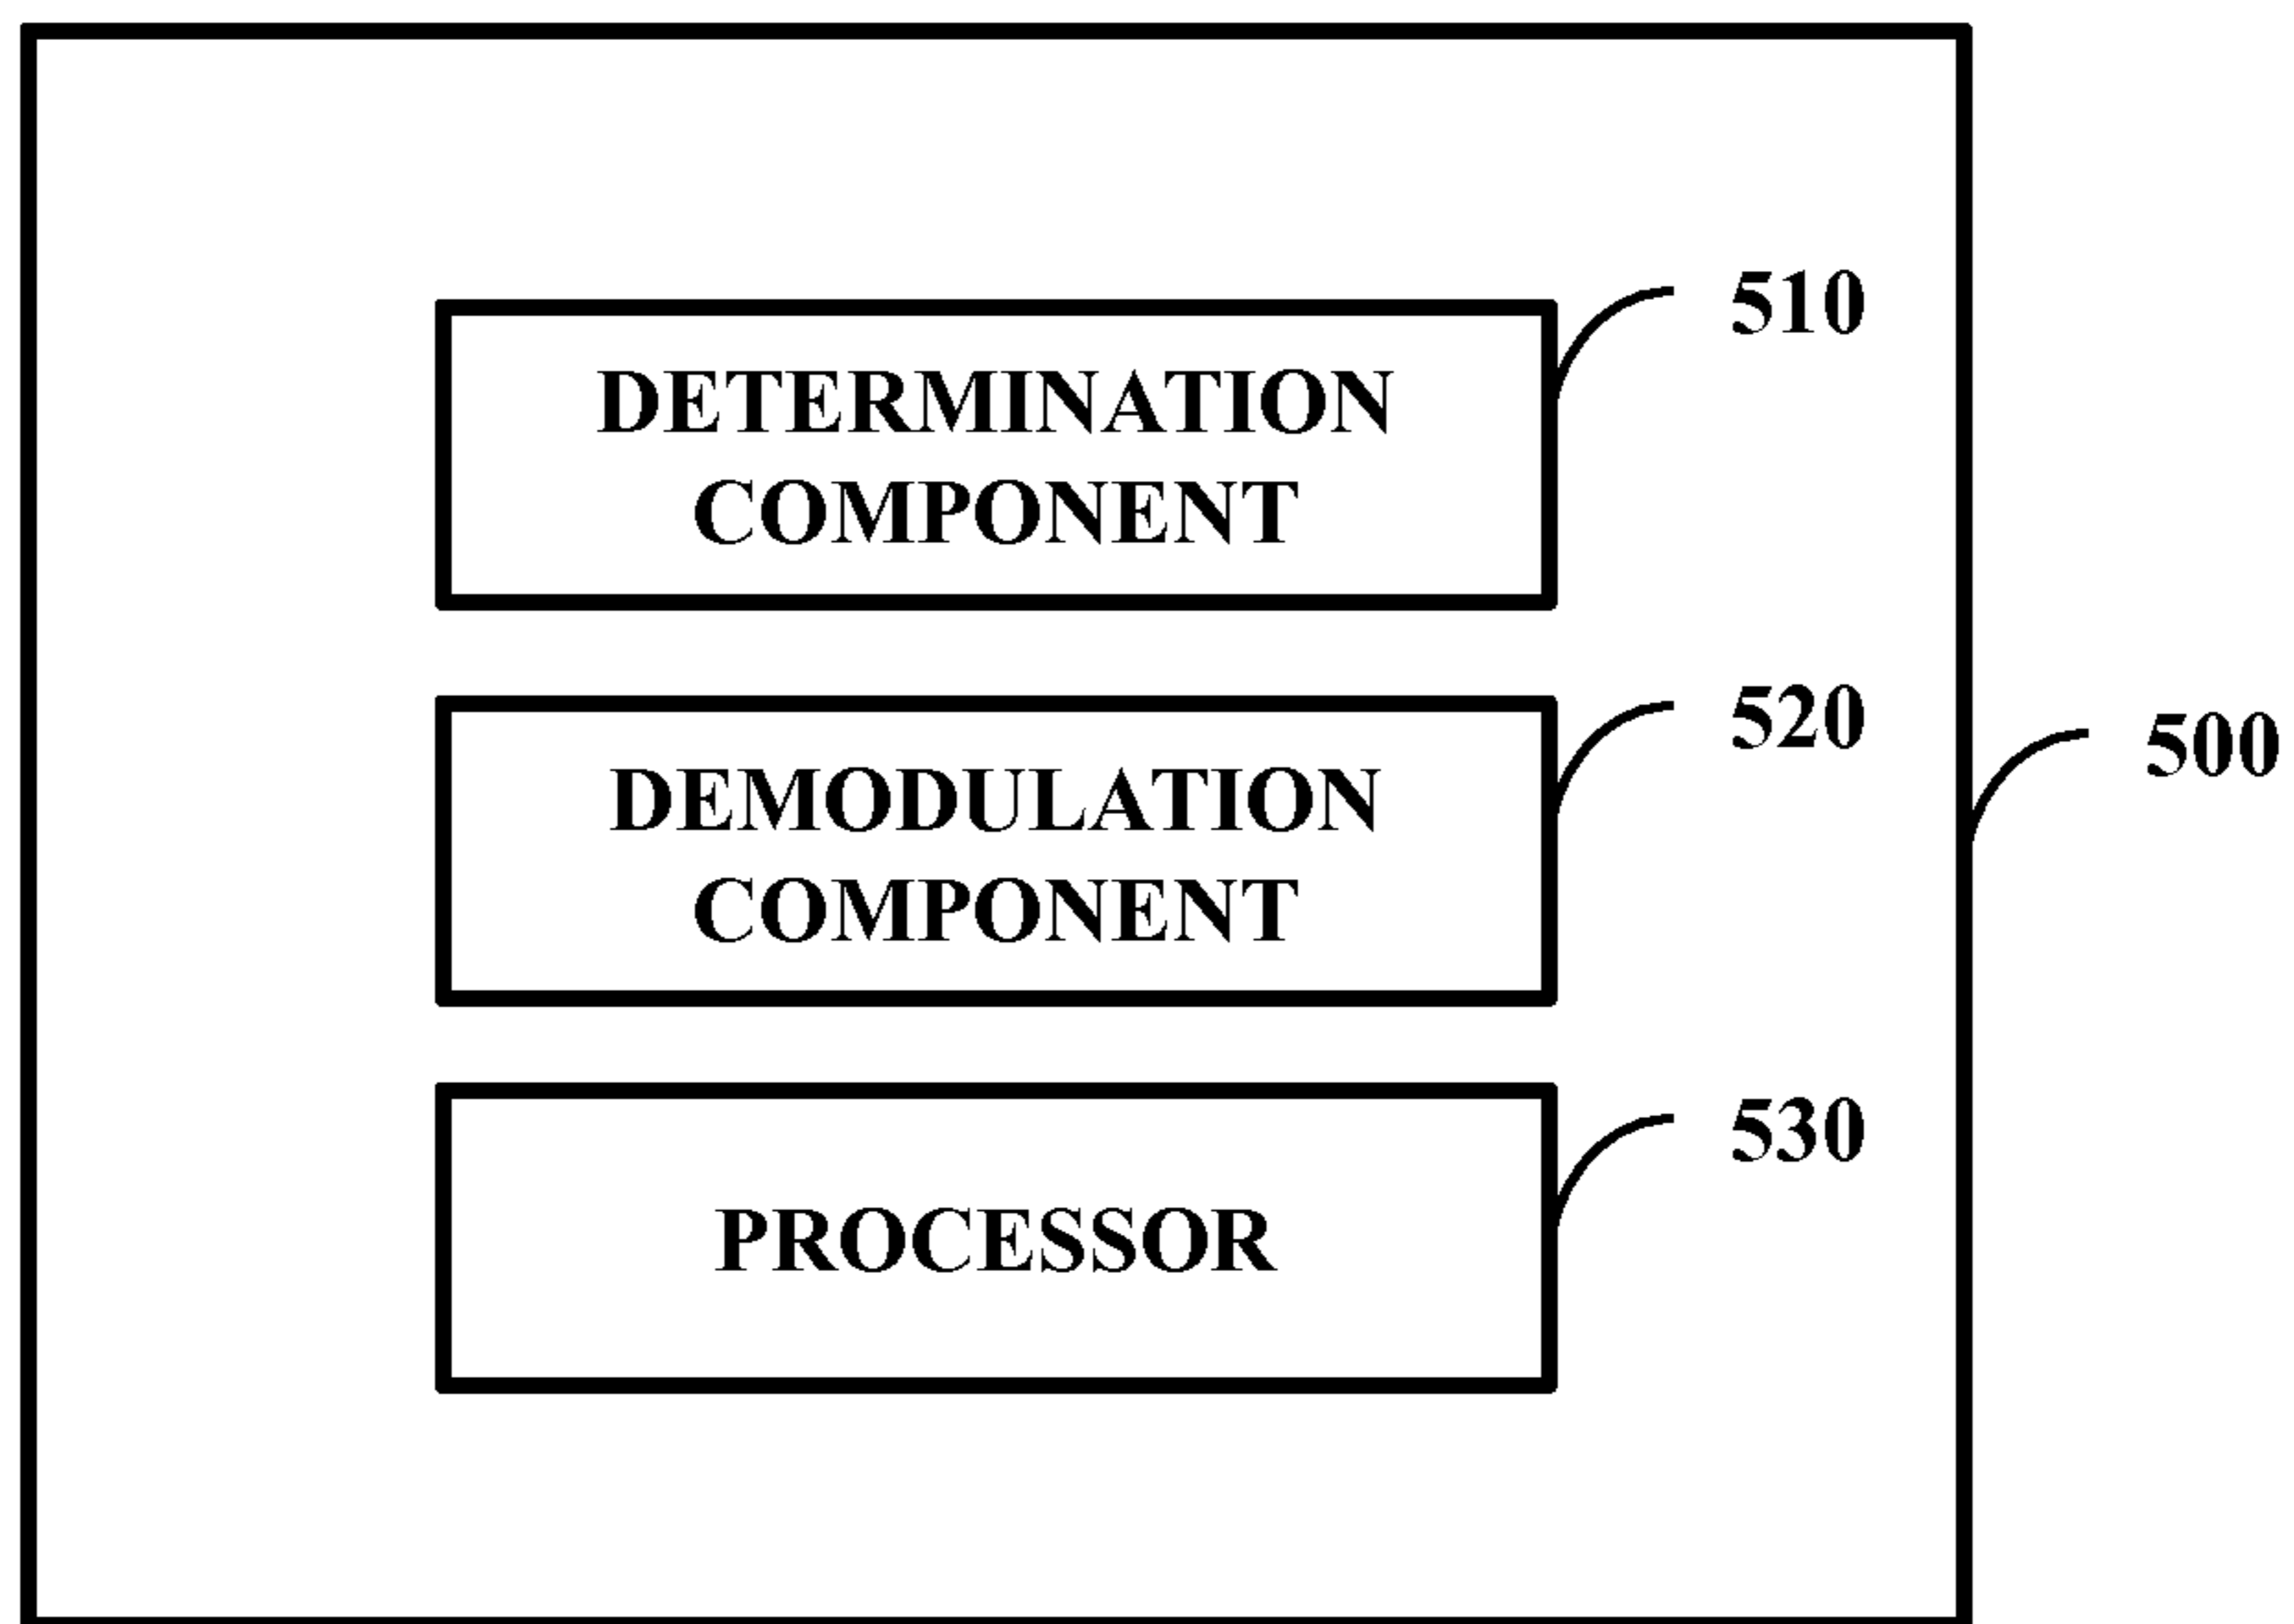 510
DETERMINATION
COMPONENT
520
500
DEMODULATION
COMPONENT
530
PROCESSOR